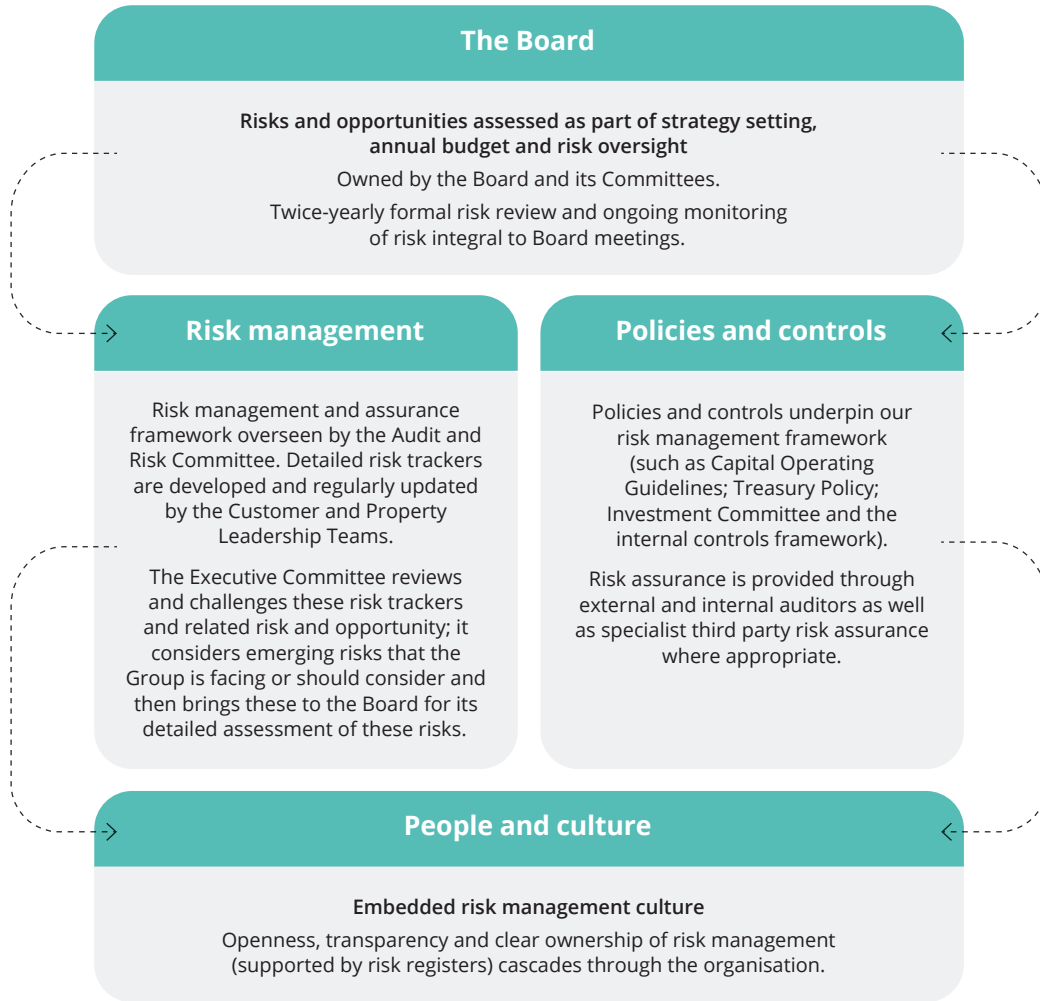 The Board
Risks and opportunities assessed as part of strategy setting,
annual budget and risk oversight
Owned by the Board and its Committees.
Twice-yearly formal risk review and ongoing monitoring
of risk integral to Board meetings.
Risk management
Risk management and assurance
framework overseen by the Audit and
Risk Committee. Detailed risk trackers
are developed and regularly updated
by the Customer and Property
Leadership Teams.
The Executive Committee reviews
and challenges these risk trackers
and related risk and opportunity; it
considers emerging risks that the
Group is facing or should consider and
then brings these to the Board for its
detailed assessment of these risks.
Policies and controls
Policies and controls underpin our
risk management framework
(such as Capital Operating
Guidelines; Treasury Policy;
Investment Committee and the
internal controls framework).
Risk assurance is provided through
external and internal auditors as well
as specialist third party risk assurance
where appropriate.
People and culture
Embedded risk management culture
Openness, transparency and clear ownership of risk management
(supported by risk registers) cascades through the organisation.